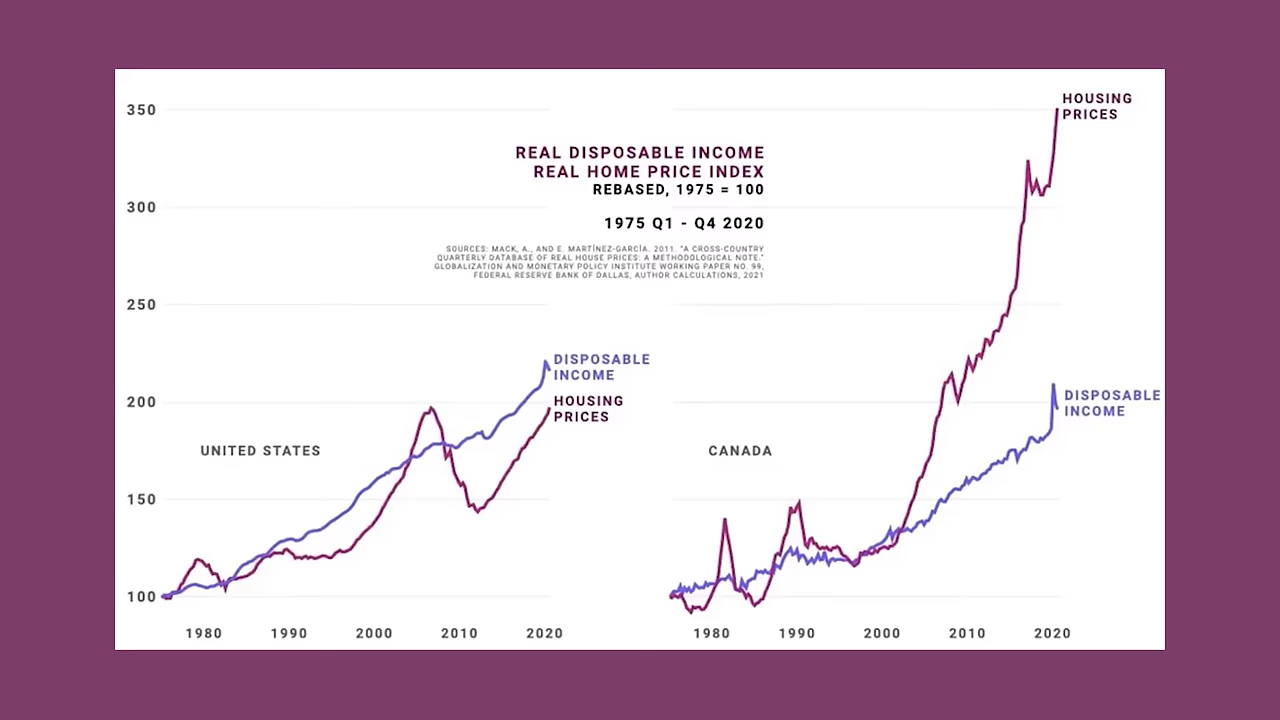 REAL DISPOSABLE INCOME
REAL HOME PRICE INDEX
REBASED, 1975 = 100
1975 Q1 - Q4 2020
SOURCES: MACK, A., AND E. MARTÍNEZ-GARCÍA. 2011. "A CROSS-COUNTRY
QUARTERLY DATABASE OF REAL HOUSE PRICES: A METHODOLOGICAL NOTE."
GLOBALIZATION AND MONETARY POLICY INSTITUTE WORKING PAPER NO. 99,
FEDERAL RESERVE BANK OF DALLAS, AUTHOR CALCULATIONS, 2021
350
300
250
200
150
100
DISPOSABLE
INCOME
HOUSING
PRICES
UNITED STATES
1980 1990 2000 2010 2020
HOUSING
PRICES
DISPOSABLE
INCOME
CANADA
1980 1990 2000 2010 2020